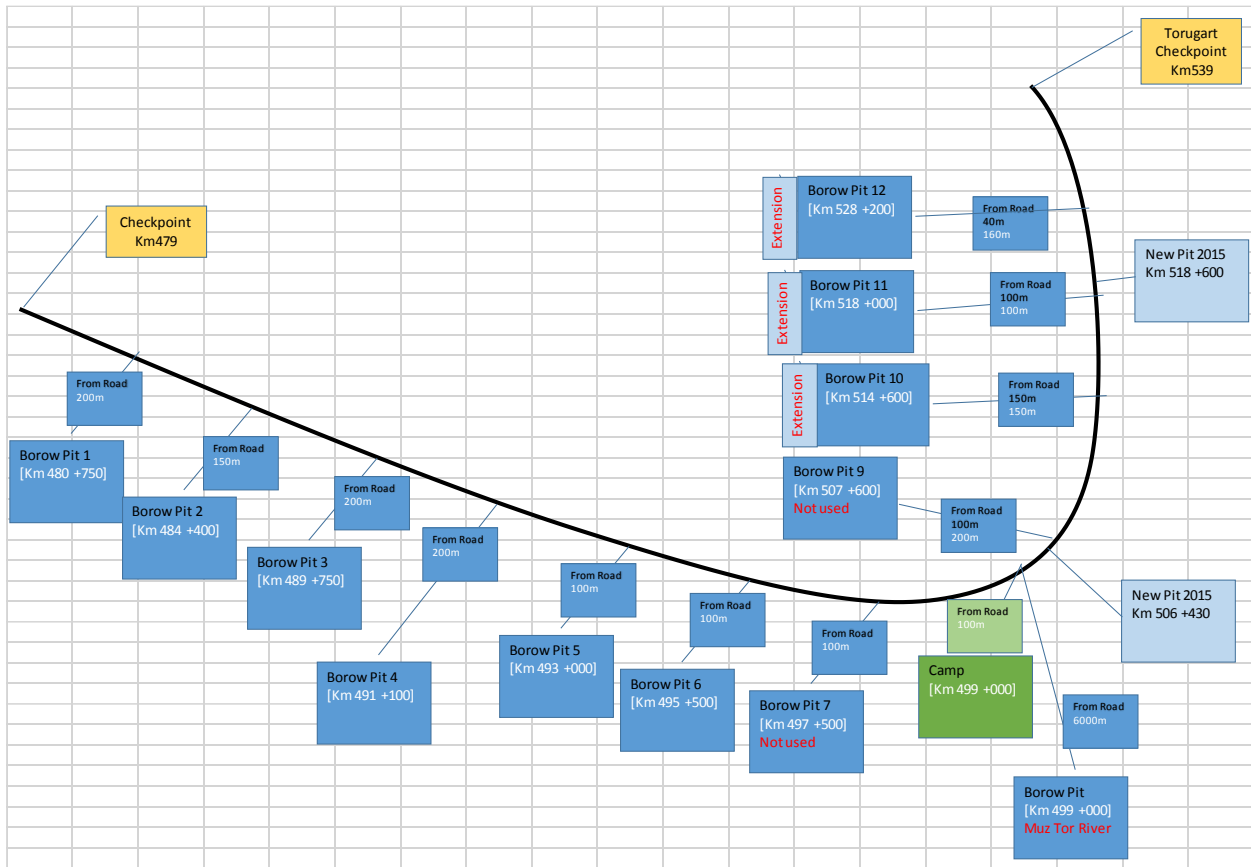 Torugart
Checkpoint
Km539
Checkpoint
Km479
Extension
Borow Pit 12
[Km 528 +200]
From Road
40m
160m
New Pit 2015
Km 518 +600
Extension
Borow Pit 11
[Km 518 +000]
From Road
100m
100m
Extension
Borow Pit 10
[Km 514 +600]
From Road
150m
150m
Borow Pit 9
[Km 507 +600]
Not used
From Road
100m
200m
New Pit 2015
Km 506 +430
From Road
200m
Borow Pit 1
[Km 480 +750]
From Road
150m
Borow Pit 2
[Km 484 +400]
From Road
200m
Borow Pit 3
[Km 489 +750]
From Road
200m
Borow Pit 4
[Km 491 +100]
From Road
100m
Borow Pit 5
[Km 493 +000]
From Road
100m
Borow Pit 6
[Km 495 +500]
From Road
100m
Borow Pit 7
[Km 497 +500]
Not used
From Road
100m
Camp
[Km 499 +000]
From Road
6000m
Borow Pit
[Km 499 +000]
Muz Tor River